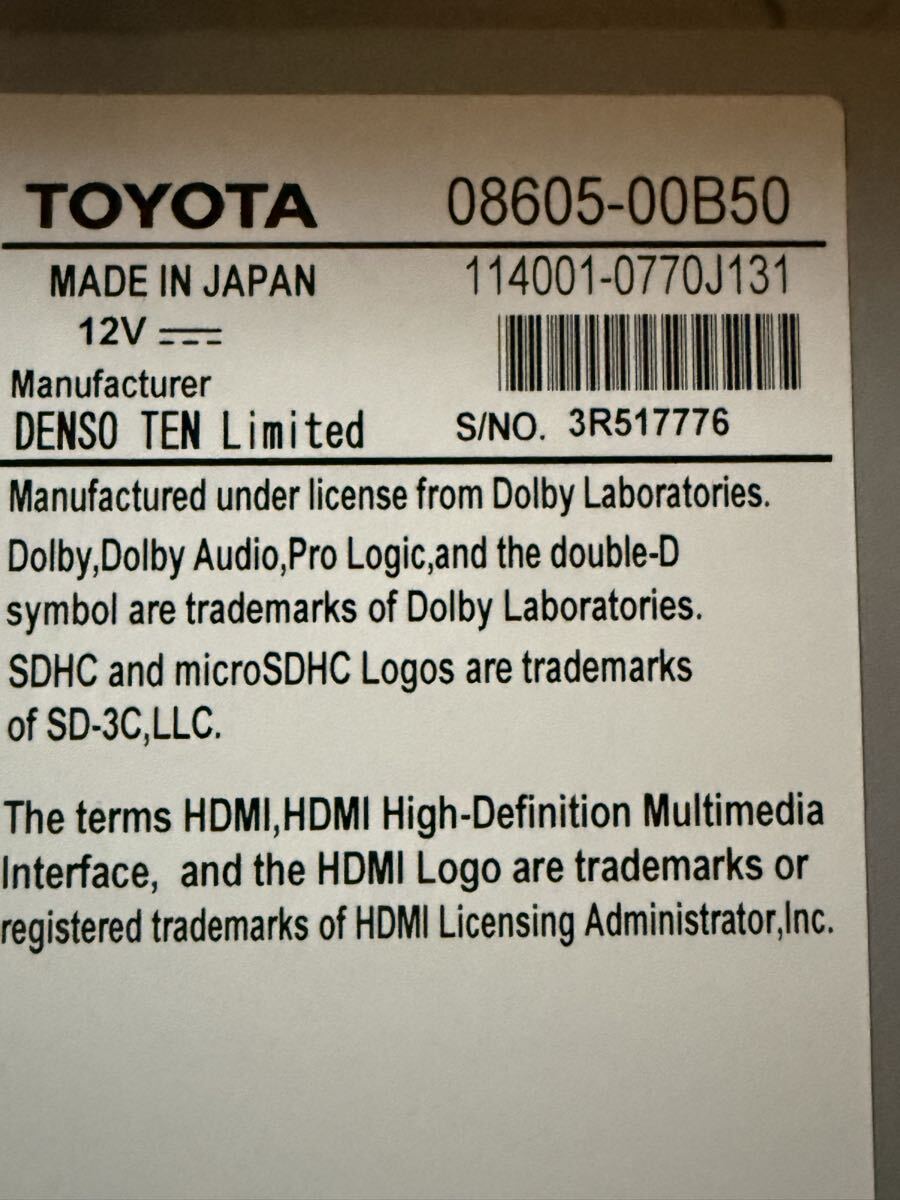 TOYOTA 08605-00B50
MADE IN JAPAN 114001-0770J131
12V
Manufacturer
DENSO TEN Limited S/NO. 3R517776
Manufactured under license from Dolby Laboratories.
Dolby,Dolby Audio,Pro Logic,and the double-D
symbol are trademarks of Dolby Laboratories.
SDHC and microSDHC Logos are trademarks
of SD-3C,LLC.
The terms HDMI,HDMI High-Definition Multimedia
Interface, and the HDMI Logo are trademarks or
registered trademarks of HDMI Licensing Administrator,Inc.